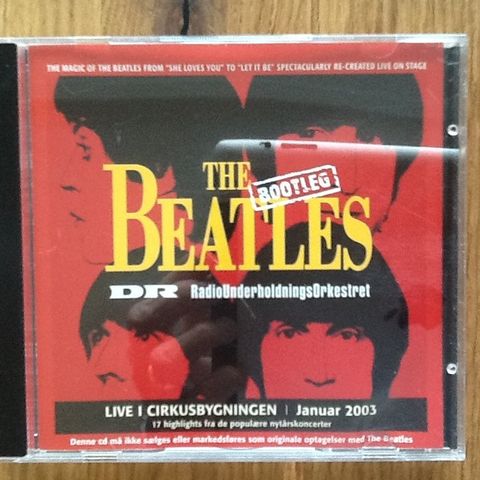 THE MAGIC OF THE BEATLES FROM "SHE LOVES YOU" TO "LET IT BE" SPECTACULARLY RE-CREATED LIVE ON STAGE
THE
BOOTLEG
BEATLES
DR RadioUnderholdningsOrkestret
LIVE I CIRKUSBYGNINGEN | Januar 2003
17 highlights fra de populære nytårskoncerter
Denne cd må ikke sælges eller markedsføres som originale optagelser med The Beatles